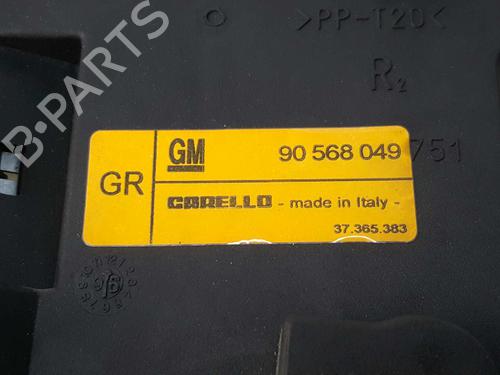 >PP-T20<
R2
GM 90 568 049 751
GR
CARELLO - made in Italy -
37.365.383
B-Parts